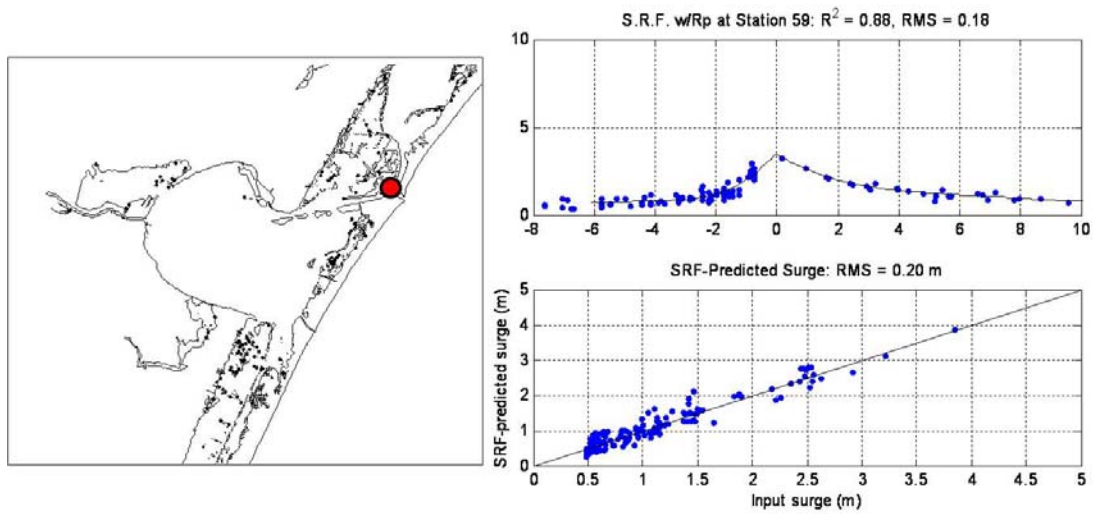 S.R.F. w/Rp at Station 59: R² = 0.88, RMS = 0.18
10
5
0
-8 -6 -4 -2 0 2 4 6 8 10
SRF-Predicted Surge: RMS = 0.20 m
SRF-predicted surge (m)
5
4
3
2
1
0
0 0.5 1 1.5 2 2.5 3 3.5 4 4.5 5
Input surge (m)